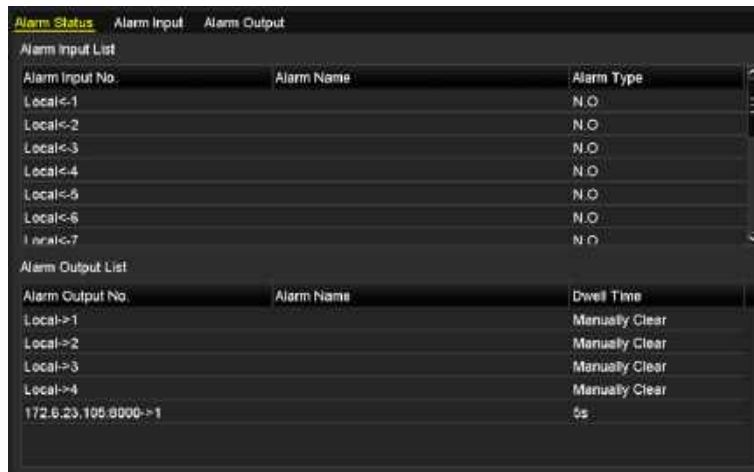 Alarm Status Alarm Input Alarm Output
Alarm Input List
Alarm Input No. Alarm Name Alarm Type
Local<-1 N.O
Local<-2 N.O
Local<-3 N.O
Local<-4 N.O
Local<-5 N.O
Local<-6 N.O
Local<-7 N.O
Alarm Output List
Alarm Output No. Alarm Name Dwell Time
Local->1 Manually Clear
Local->2 Manually Clear
Local->3 Manually Clear
Local->4 Manually Clear
172.6.23.105:8000->1 5s